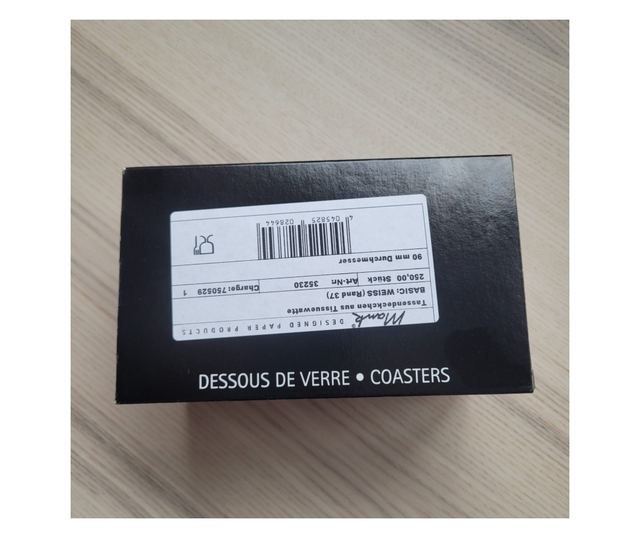 Mank®
DESIGNED PAPER PRODUCTS
Tassendeckchen aus Tissuewatte
BASIC: WEISS (Rand 37)
250,00 Stück Art-Nr: 35230 Charge: 750529 1
90 mm Durchmesser
4 045825 028644
DESSOUS DE VERRE • COASTERS